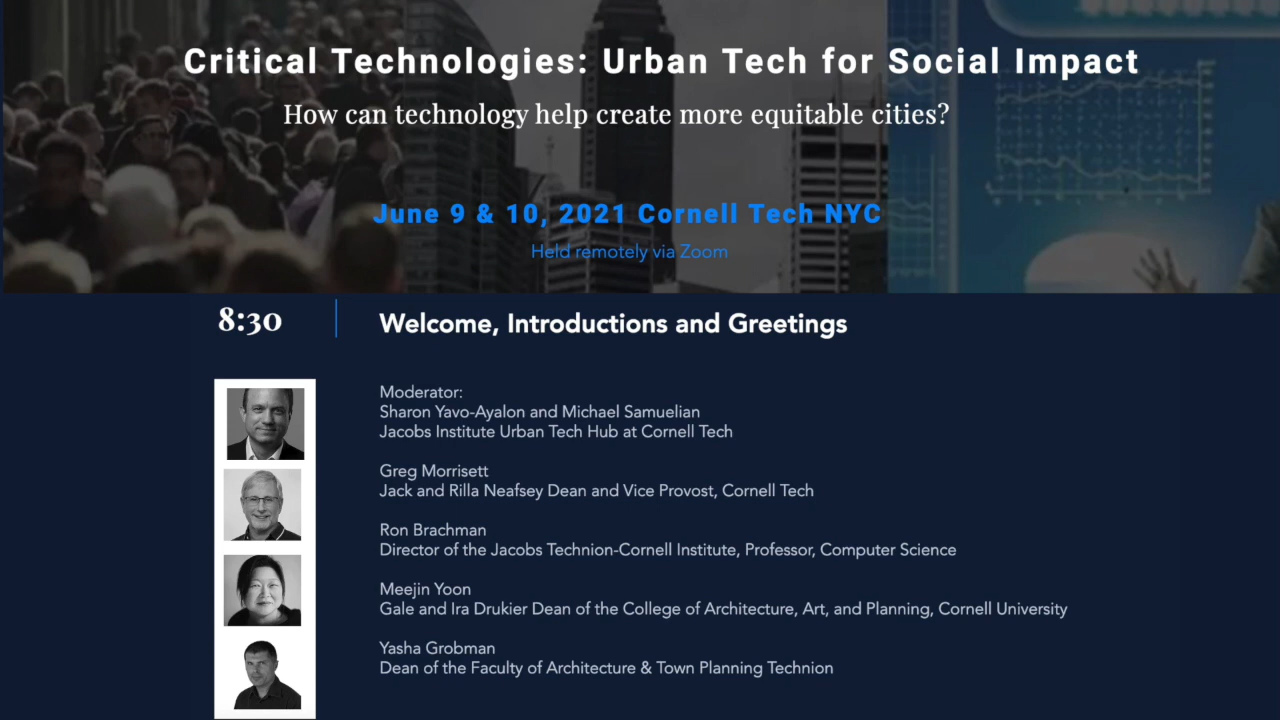 Critical Technologies: Urban Tech for Social Impact
How can technology help create more equitable cities?
June 9 & 10, 2021 Cornell Tech NYC
Held remotely via Zoom
8:30
Welcome, Introductions and Greetings
Moderator:
Sharon Yavo-Ayalon and Michael Samuelian
Jacobs Institute Urban Tech Hub at Cornell Tech
Greg Morrisett
Jack and Rilla Neafsey Dean and Vice Provost, Cornell Tech
Ron Brachman
Director of the Jacobs Technion-Cornell Institute, Professor, Computer Science
Meejin Yoon
Gale and Ira Drukier Dean of the College of Architecture, Art, and Planning, Cornell University
Yasha Grobman
Dean of the Faculty of Architecture & Town Planning Technion